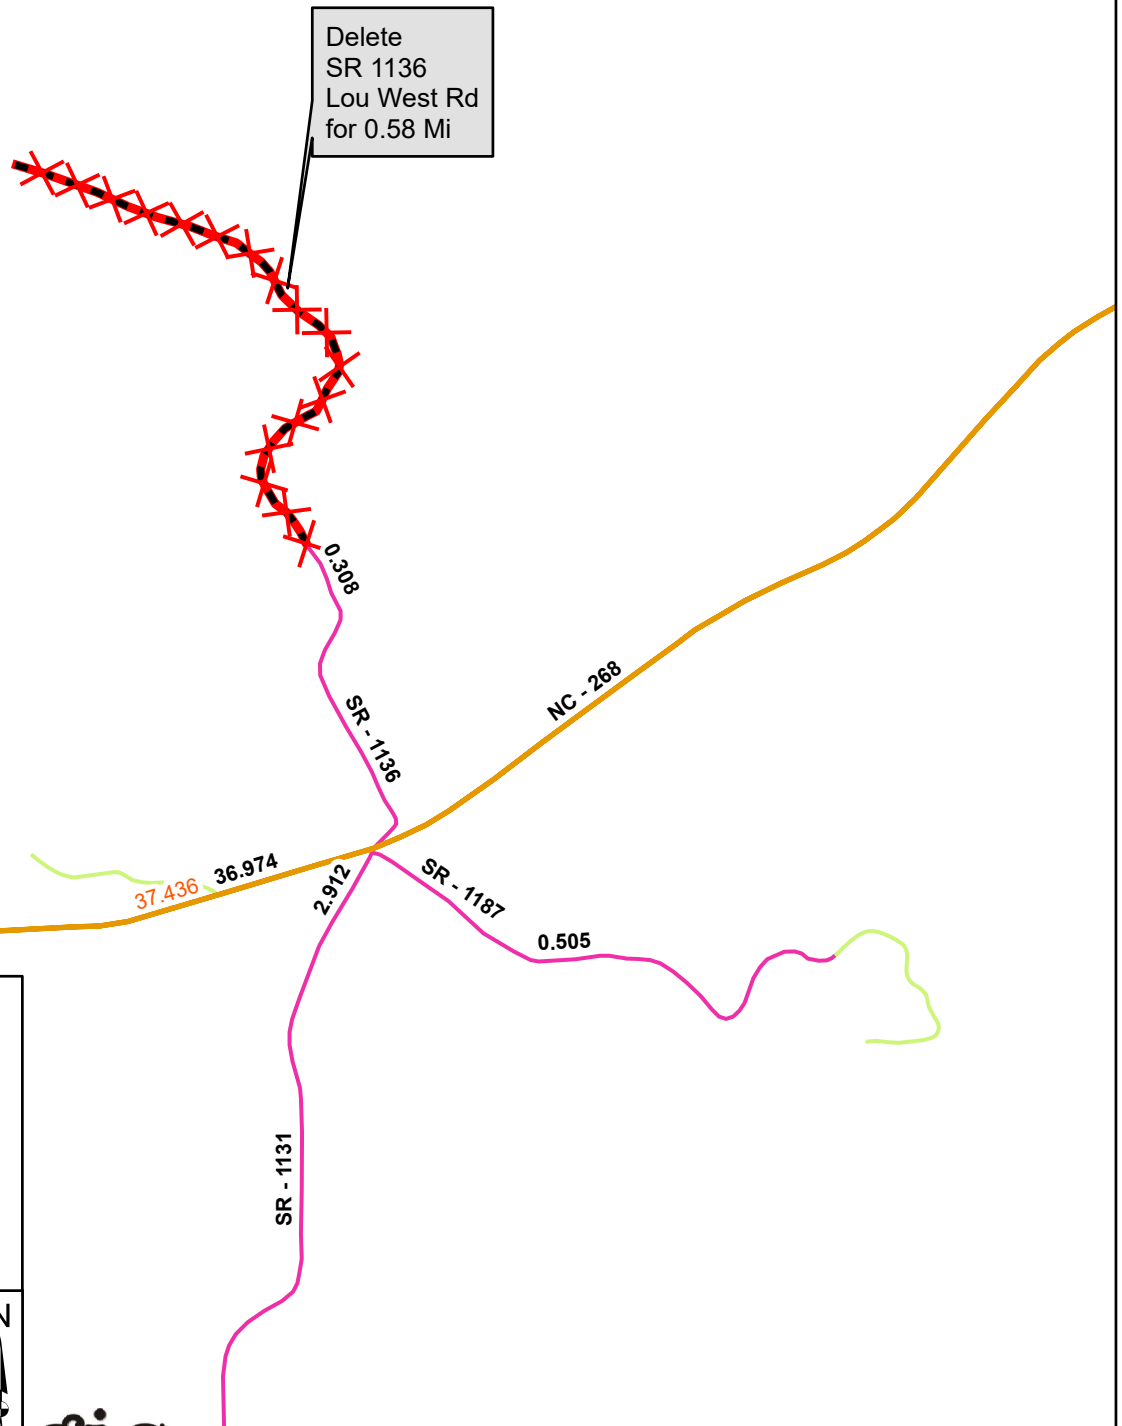 Delete
SR 1136
Lou West Rd
for 0.58 Mi
0.308
SR - 1136
NC - 268
36.974
37.436
2.912
SR - 1187
0.505
SR - 1131
N